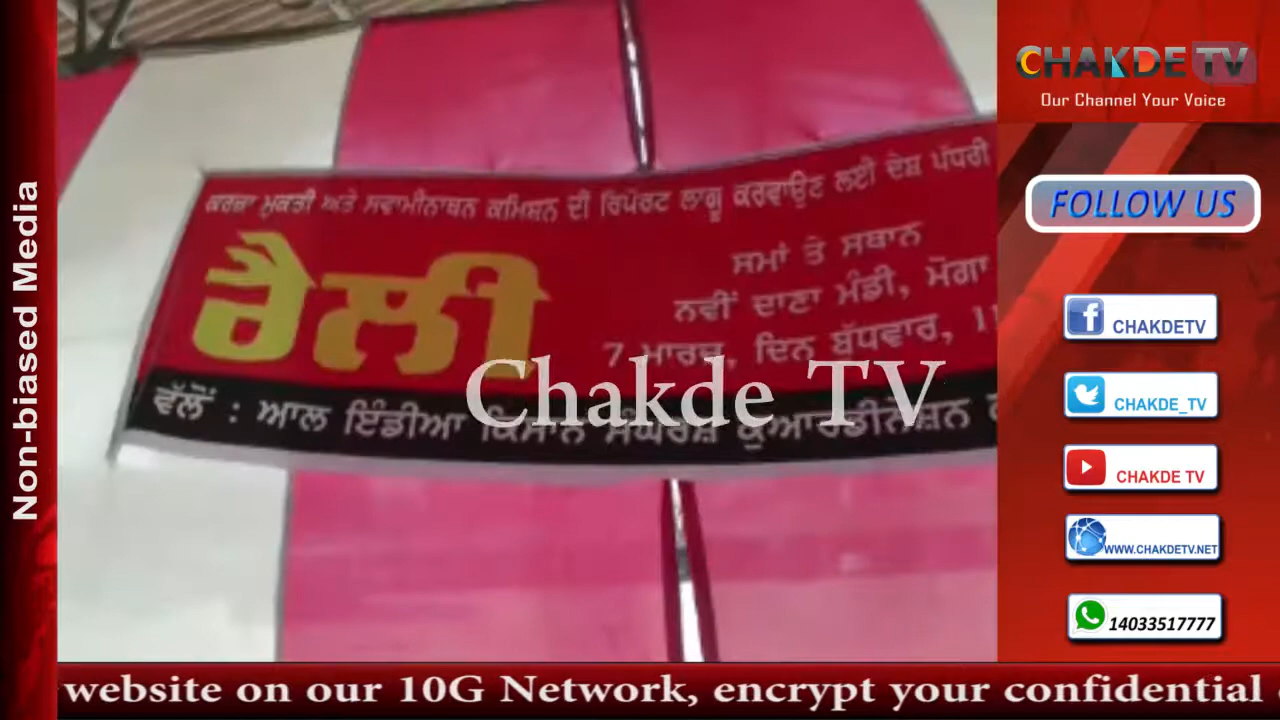 CHAKDE TV
Our Channel Your Voice
Non-biased Media
ਕਰਜ਼ਾ ਮੁਕਤੀ ਅਤੇ ਸਵਾਮੀਨਾਥਨ ਕਮਿਸ਼ਨ ਦੀ ਰਿਪੋਰਟ ਲਾਗੂ ਕਰਵਾਉਣ ਲਈ ਦੇਸ਼ ਪੱਧਰੀ
ਰੈਲੀ
ਸਮਾਂ ਤੇ ਸਥਾਨ
ਨਵੀਂ ਦਾਣਾ ਮੰਡੀ, ਮੋਗਾ
7 ਮਾਰਚ, ਦਿਨ ਬੁੱਧਵਾਰ, 11
ਵੱਲੋਂ : ਆਲ ਇੰਡੀਆ ਕਿਸਾਨ ਸੰਘਰਸ਼ ਕੁਆਰਡੀਨੇਸ਼ਨ
Chakde TV
FOLLOW US
CHAKDETV
CHAKDE_TV
CHAKDE TV
WWW.CHAKDETV.NET
14033517777
website on our 10G Network, encrypt your confidential